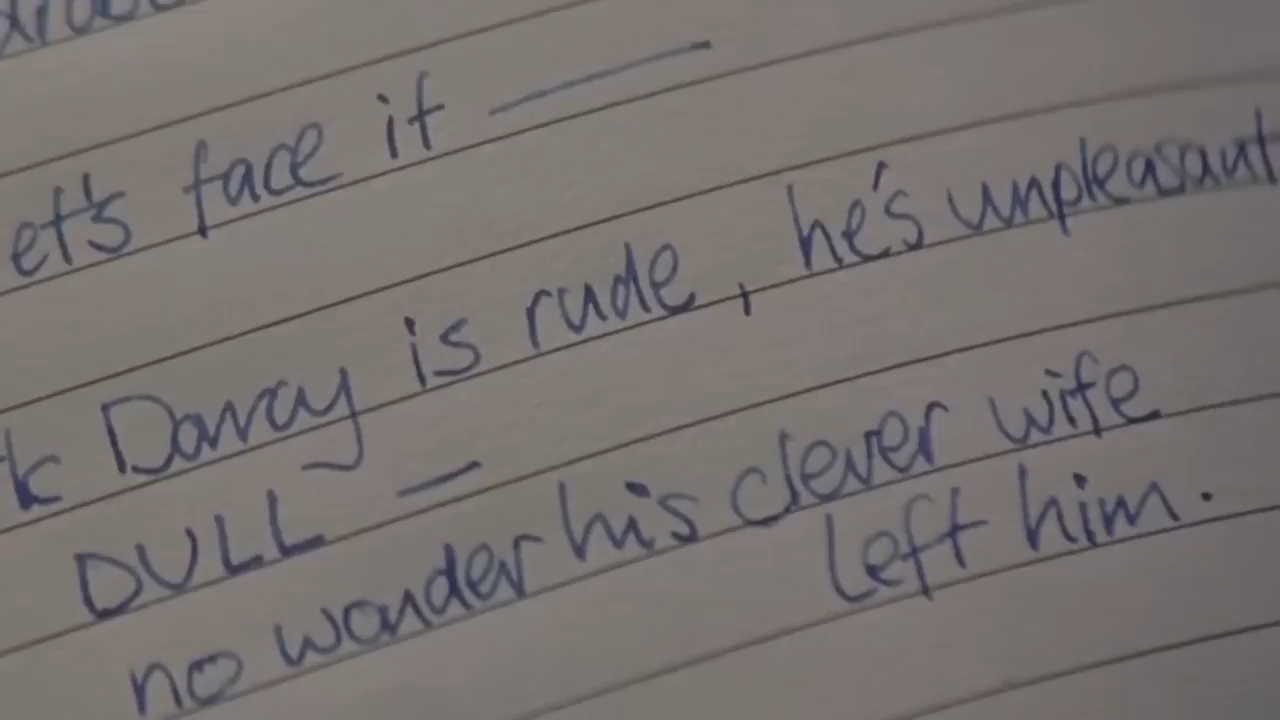 et's face it —
k Darcy is rude, he's unpleasant
DULL —
no wonder his clever wife
left him.